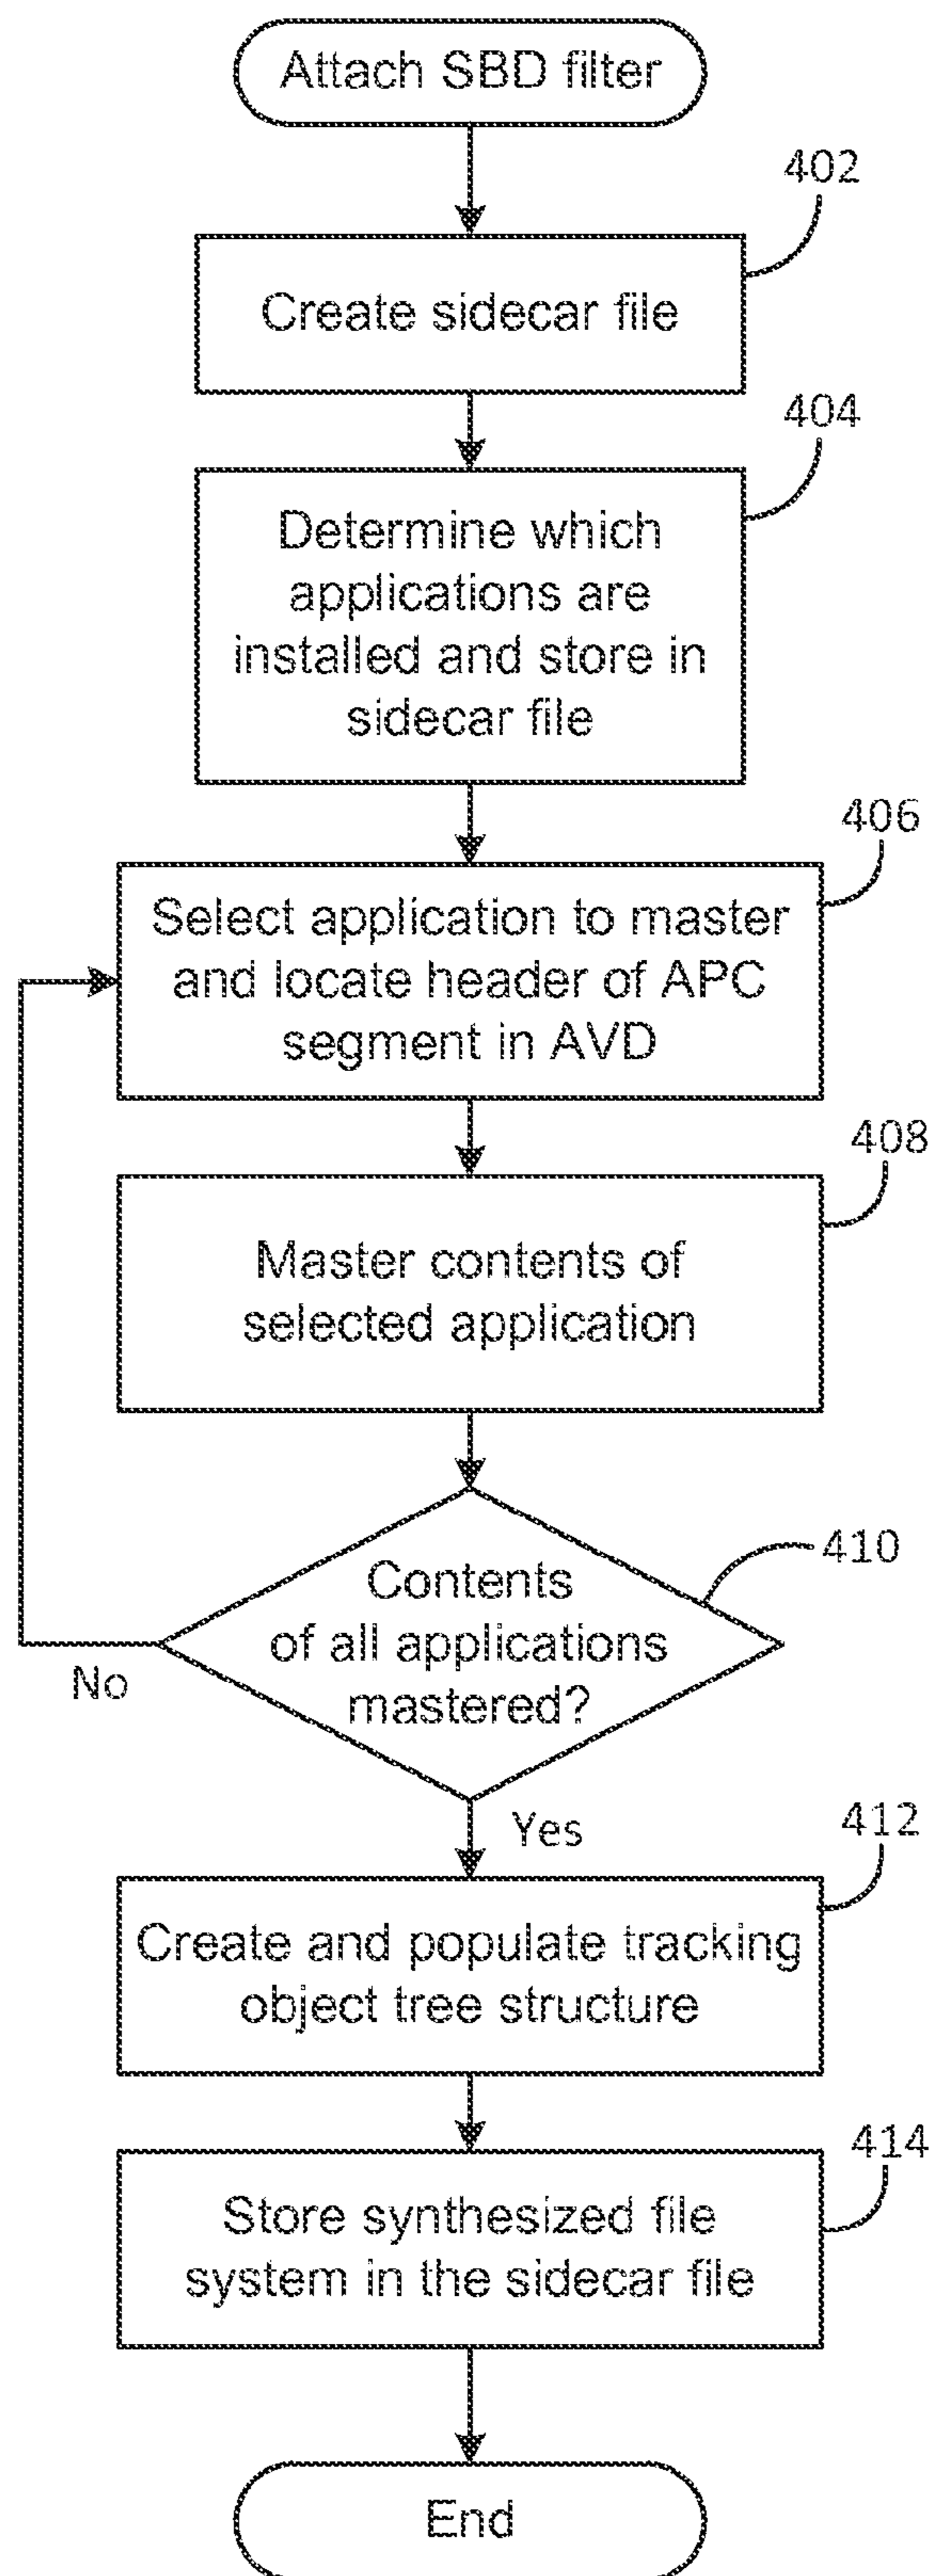 Attach SBD filter
402
Create sidecar file
404
Determine which
applications are
installed and store in
sidecar file
406
Select application to master
and locate header of APC
segment in AVD
408
Master contents of
selected application
410
Contents
of all applications
mastered?
No
Yes
412
Create and populate tracking
object tree structure
414
Store synthesized file
system in the sidecar file
End